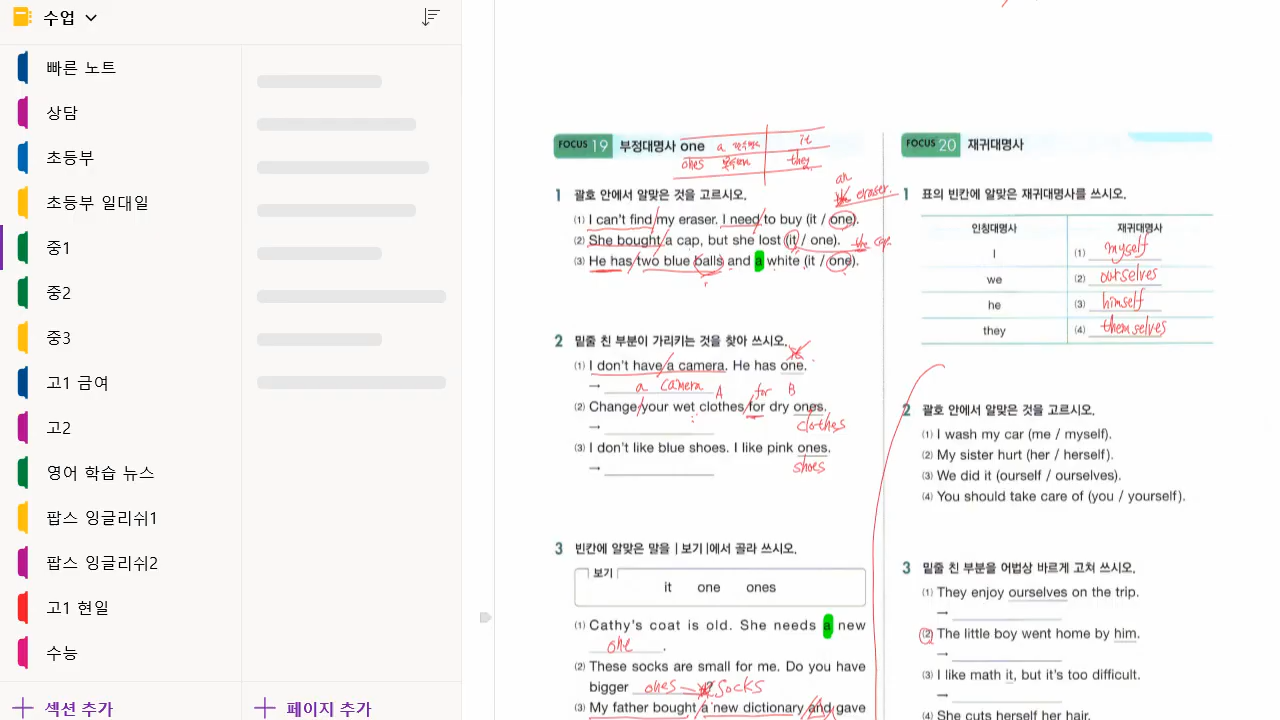 수업
빠른 노트
상담
초등부
초등부 일대일
중1
중2
중3
고1 급여
고2
영어 학습 뉴스
팝스 잉글리쉬1
팝스 잉글리쉬2
고1 현일
수능
섹션 추가
페이지 추가
FOCUS 19 부정대명사 one
a it
ones they
an
eraser.
1 괄호 안에서 알맞은 것을 고르시오.
(1) I can't find my eraser. I need to buy (it / one).
(2) She bought a cap, but she lost (it / one). the cap.
(3) He has two blue balls and a white (it / one).
2 밑줄 친 부분이 가리키는 것을 찾아 쓰시오.
(1) I don't have a camera. He has one.
→ a camera
A for B
(2) Change your wet clothes for dry ones.
→ clothes
(3) I don't like blue shoes. I like pink ones.
→ shoes
3 빈칸에 알맞은 말을 | 보기 |에서 골라 쓰시오.
보기
it one ones
(1) Cathy's coat is old. She needs a new
one .
(2) These socks are small for me. Do you have
bigger ones socks
(3) My father bought a new dictionary and gave
FOCUS 20 재귀대명사
1 표의 빈칸에 알맞은 재귀대명사를 쓰시오.
인칭대명사 재귀대명사
I (1) myself
we (2) ourselves
he (3) himself
they (4) themselves
2 괄호 안에서 알맞은 것을 고르시오.
(1) I wash my car (me / myself).
(2) My sister hurt (her / herself).
(3) We did it (ourself / ourselves).
(4) You should take care of (you / yourself).
3 밑줄 친 부분을 어법상 바르게 고쳐 쓰시오.
(1) They enjoy ourselves on the trip.
→
(2) The little boy went home by him.
→
(3) I like math it, but it's too difficult.
→
(4) She cuts herself her hair.